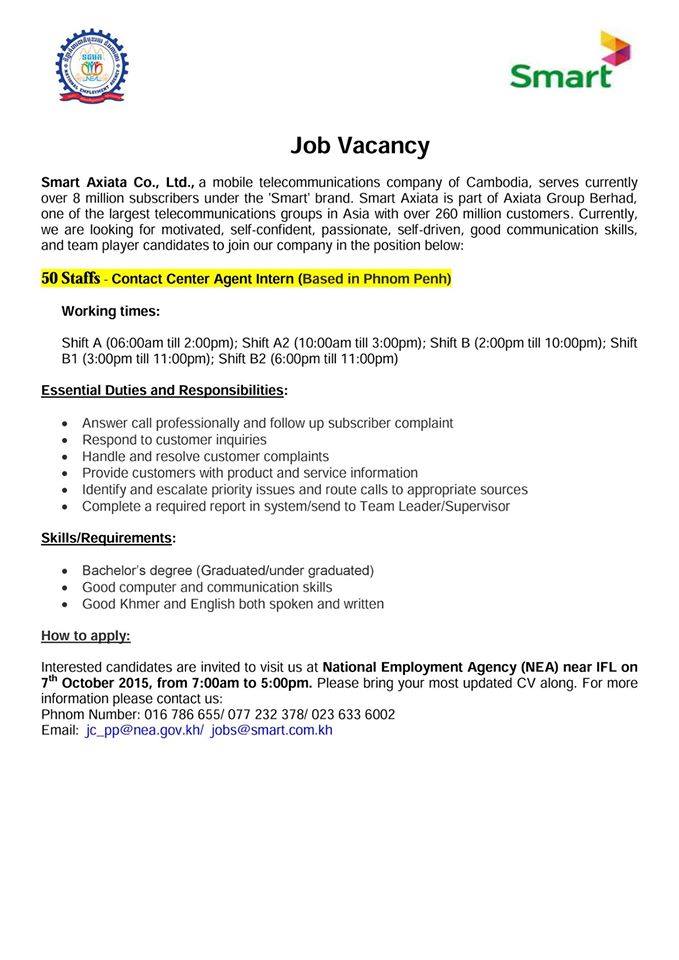 NATIONAL EMPLOYMENT AGENCY
NEA
Smart
Job Vacancy
Smart Axiata Co., Ltd., a mobile telecommunications company of Cambodia, serves currently
over 8 million subscribers under the 'Smart' brand. Smart Axiata is part of Axiata Group Berhad,
one of the largest telecommunications groups in Asia with over 260 million customers. Currently,
we are looking for motivated, self-confident, passionate, self-driven, good communication skills,
and team player candidates to join our company in the position below:
50 Staffs - Contact Center Agent Intern (Based in Phnom Penh)
Working times:
Shift A (06:00am till 2:00pm); Shift A2 (10:00am till 3:00pm); Shift B (2:00pm till 10:00pm); Shift
B1 (3:00pm till 11:00pm); Shift B2 (6:00pm till 11:00pm)
Essential Duties and Responsibilities:
• Answer call professionally and follow up subscriber complaint
• Respond to customer inquiries
• Handle and resolve customer complaints
• Provide customers with product and service information
• Identify and escalate priority issues and route calls to appropriate sources
• Complete a required report in system/send to Team Leader/Supervisor
Skills/Requirements:
• Bachelor's degree (Graduated/under graduated)
• Good computer and communication skills
• Good Khmer and English both spoken and written
How to apply:
Interested candidates are invited to visit us at National Employment Agency (NEA) near IFL on
7th October 2015, from 7:00am to 5:00pm. Please bring your most updated CV along. For more
information please contact us:
Phnom Number: 016 786 655/ 077 232 378/ 023 633 6002
Email: jc_pp@nea.gov.kh/ jobs@smart.com.kh